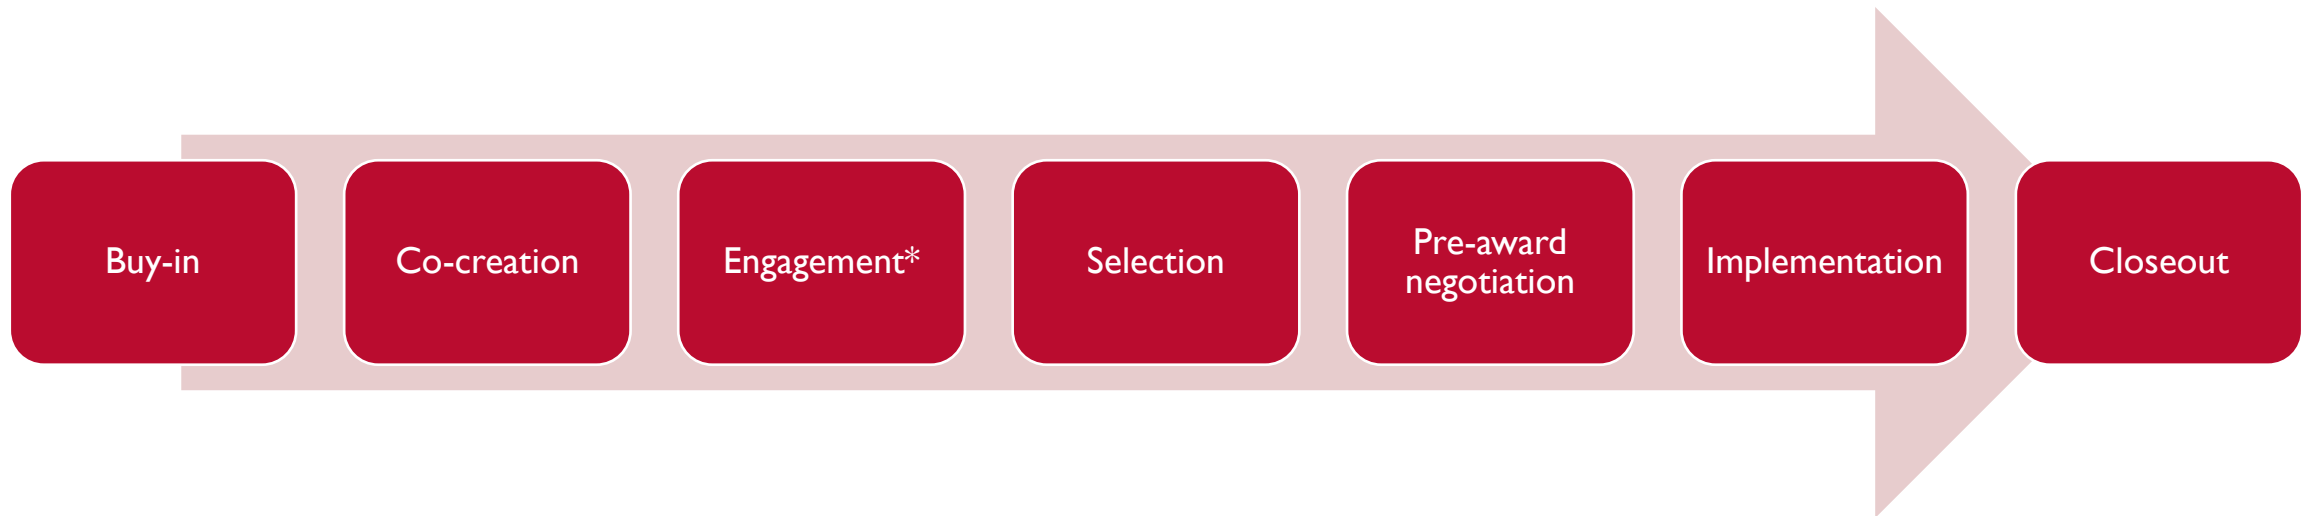 Buy-in
Co-creation
Engagement*
Selection
Pre-award
negotiation
Implementation
Closeout